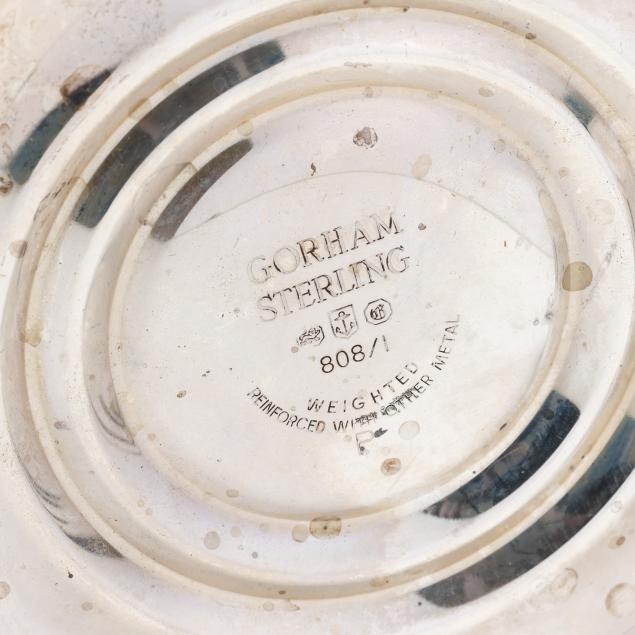 GORHAM
STERLING
808/1
WEIGHTED
REINFORCED WITH OTHER METAL
P